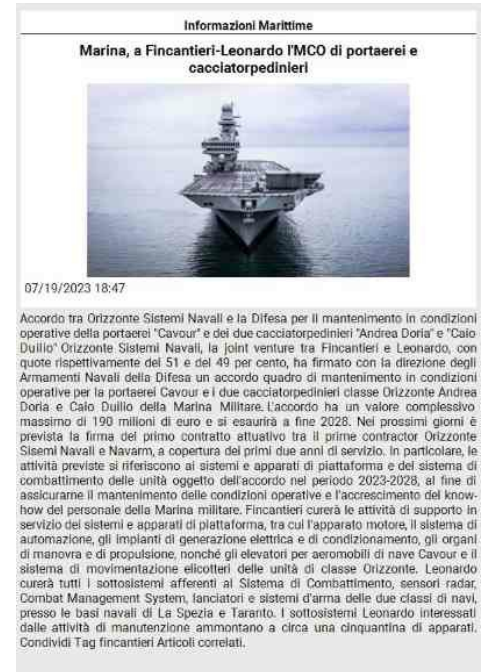 Informazioni Marittime
Marina, a Fincantieri-Leonardo l'MCO di portaerei e
cacciatorpedinieri
07/19/2023 18:47
Accordo tra Orizzonte Sistemi Navali e la Difesa per il mantenimento in condizioni
operative della portaerei "Cavour" e dei due cacciatorpedinieri "Andrea Doria" e "Caio
Duilio" Orizzonte Sistemi Navali, la joint venture tra Fincantieri e Leonardo, con
quote rispettivamente del 51 e del 49 per cento, ha firmato con la direzione degli
Armamenti Navali della Difesa un accordo quadro di mantenimento in condizioni
operative per la portaerei Cavour e i due cacciatorpedinieri classe Orizzonte Andrea
Doria e Caio Duilio della Marina Militare. L'accordo ha un valore complessivo
massimo di 190 milioni di euro e si esaurirà a fine 2028. Nei prossimi giorni è
prevista la firma del primo contratto attuativo tra il prime contractor Orizzonte
Sisemi Navali e Navarm, a copertura dei primi due anni di servizio. In particolare, le
attività previste si riferiscono ai sistemi e apparati di piattaforma e del sistema di
combattimento delle unità oggetto dell'accordo nel periodo 2023-2028, al fine di
assicurarne il mantenimento delle condizioni operative e l'accrescimento del know-
how del personale della Marina militare. Fincantieri curerà le attività di supporto in
servizio dei sistemi e apparati di piattaforma, tra cui l'apparato motore, il sistema di
automazione, gli impianti di generazione elettrica e di condizionamento, gli organi
di manovra e di propulsione, nonché gli elevatori per aeromobili di nave Cavour e il
sistema di movimentazione elicotteri delle unità di classe Orizzonte. Leonardo
curerà tutti i sottosistemi afferenti al Sistema di Combattimento, sensori radar,
Combat Management System, lanciatori e sistemi d'arma delle due classi di navi,
presso le basi navali di La Spezia e Taranto. I sottosistemi Leonardo interessati
dalle attività di manutenzione ammontano a circa una cinquantina di apparati.
Condividi Tag fincantieri Articoli correlati.